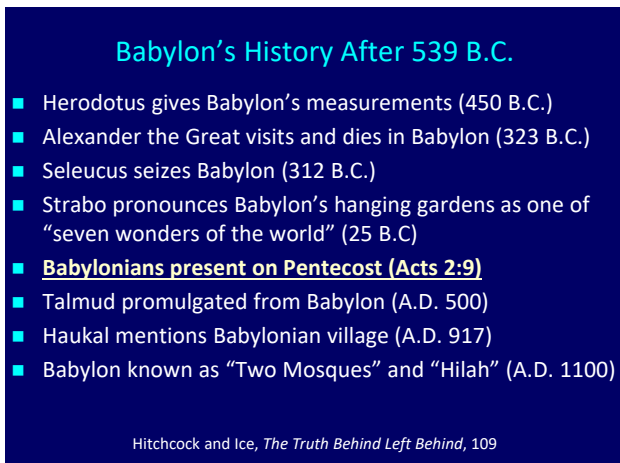 Babylon’s History After 539 B.C.
Herodotus gives Babylon’s measurements (450 B.C.)
Alexander the Great visits and dies in Babylon (323 B.C.)
Seleucus seizes Babylon (312 B.C.)
Strabo pronounces Babylon’s hanging gardens as one of
“seven wonders of the world” (25 B.C)
Babylonians present on Pentecost (Acts 2:9)
Talmud promulgated from Babylon (A.D. 500)
Haukal mentions Babylonian village (A.D. 917)
Babylon known as “Two Mosques” and “Hilah” (A.D. 1100)
Hitchcock and Ice, The Truth Behind Left Behind, 109